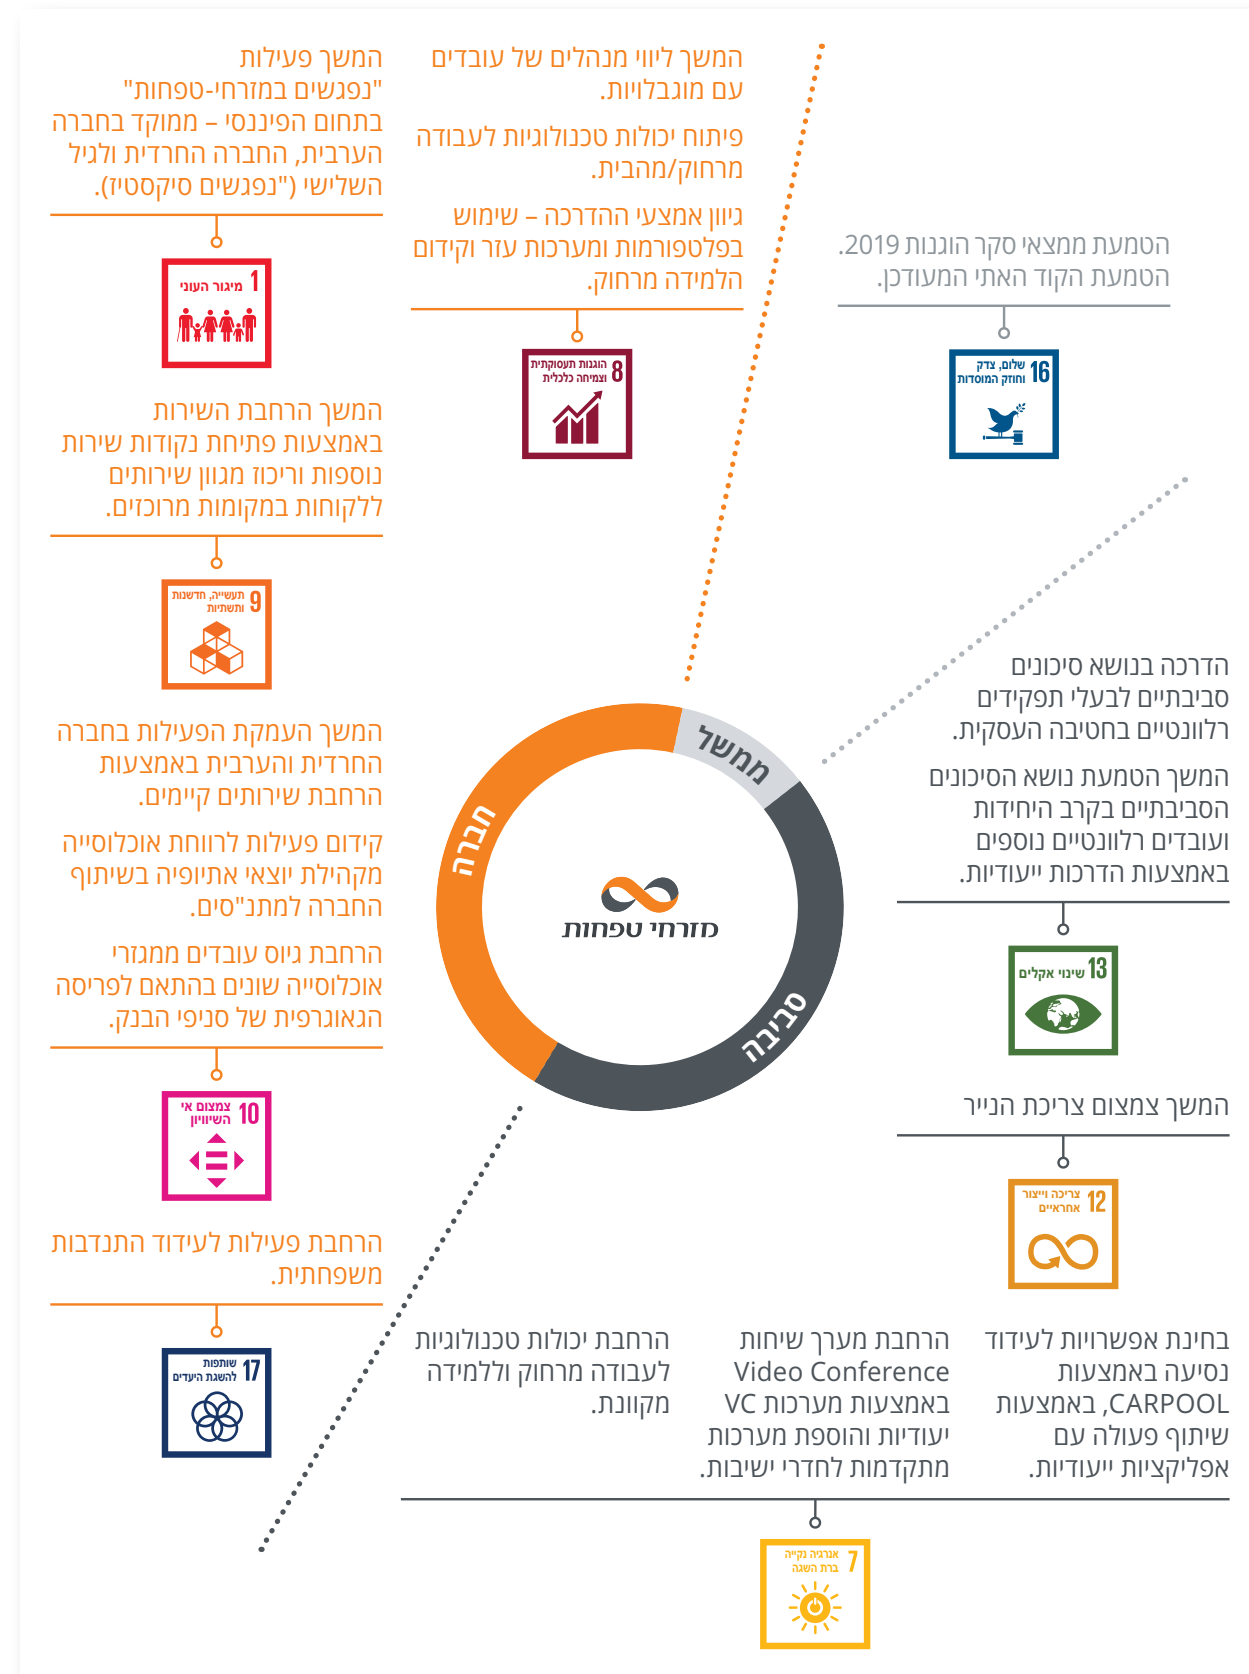 המשך פעילות
"נפגשים במזרחי-טפחות"
בתחום הפיננסי – ממוקד בחברה
הערבית, החברה החרדית ולגיל
השלישי ("נפגשים סיקסטיז).
1 מיגור העוני
המשך הרחבת השירות
באמצעות פתיחת נקודות שירות
נוספות וריכוז מגוון שירותים
ללקוחות במקומות מרוכזים.
9 תעשייה, חדשנות
ותשתיות
המשך העמקת הפעילות בחברה
החרדית והערבית באמצעות
הרחבת שירותים קיימים.
קידום פעילות לרווחת אוכלוסייה
מקהילת יוצאי אתיופיה בשיתוף
החברה למתנ"סים.
הרחבת גיוס עובדים ממגזרי
אוכלוסייה שונים בהתאם לפריסה
הגאוגרפית של סניפי הבנק.
10 צמצום אי
השיוויון
הרחבת פעילות לעידוד התנדבות
משפחתית.
17 שותפות
להשגת היעדים
המשך ליווי מנהלים של עובדים
עם מוגבלויות.
פיתוח יכולות טכנולוגיות לעבודה
מרחוק/מהבית.
גיוון אמצעי ההדרכה – שימוש
בפלטפורמות ומערכות עזר וקידום
הלמידה מרחוק.
8 הוגנות תעסוקתית
וצמיחה כלכלית
הטמעת ממצאי סקר הוגנות 2019.
הטמעת הקוד האתי המעודכן.
16 שלום, צדק
וחוזק המוסדות
ממשל
חברה
סביבה
מזרחי טפחות
הדרכה בנושא סיכונים
סביבתיים לבעלי תפקידים
רלוונטיים בחטיבה העסקית.
המשך הטמעת נושא הסיכונים
הסביבתיים בקרב היחידות
ועובדים רלוונטיים נוספים
באמצעות הדרכות ייעודיות.
13 שינוי אקלים
המשך צמצום צריכת הנייר
12 צריכה וייצור
אחראיים
בחינת אפשרויות לעידוד
נסיעה באמצעות
CARPOOL, באמצעות
שיתוף פעולה עם
אפליקציות ייעודיות.
הרחבת מערך שיחות
Video Conference
באמצעות מערכות VC
יעודיות והוספת מערכות
מתקדמות לחדרי ישיבות.
הרחבת יכולות טכנולוגיות
לעבודה מרחוק וללמידה
מקוונת.
7 אנרגיה נקייה
ברת השגה